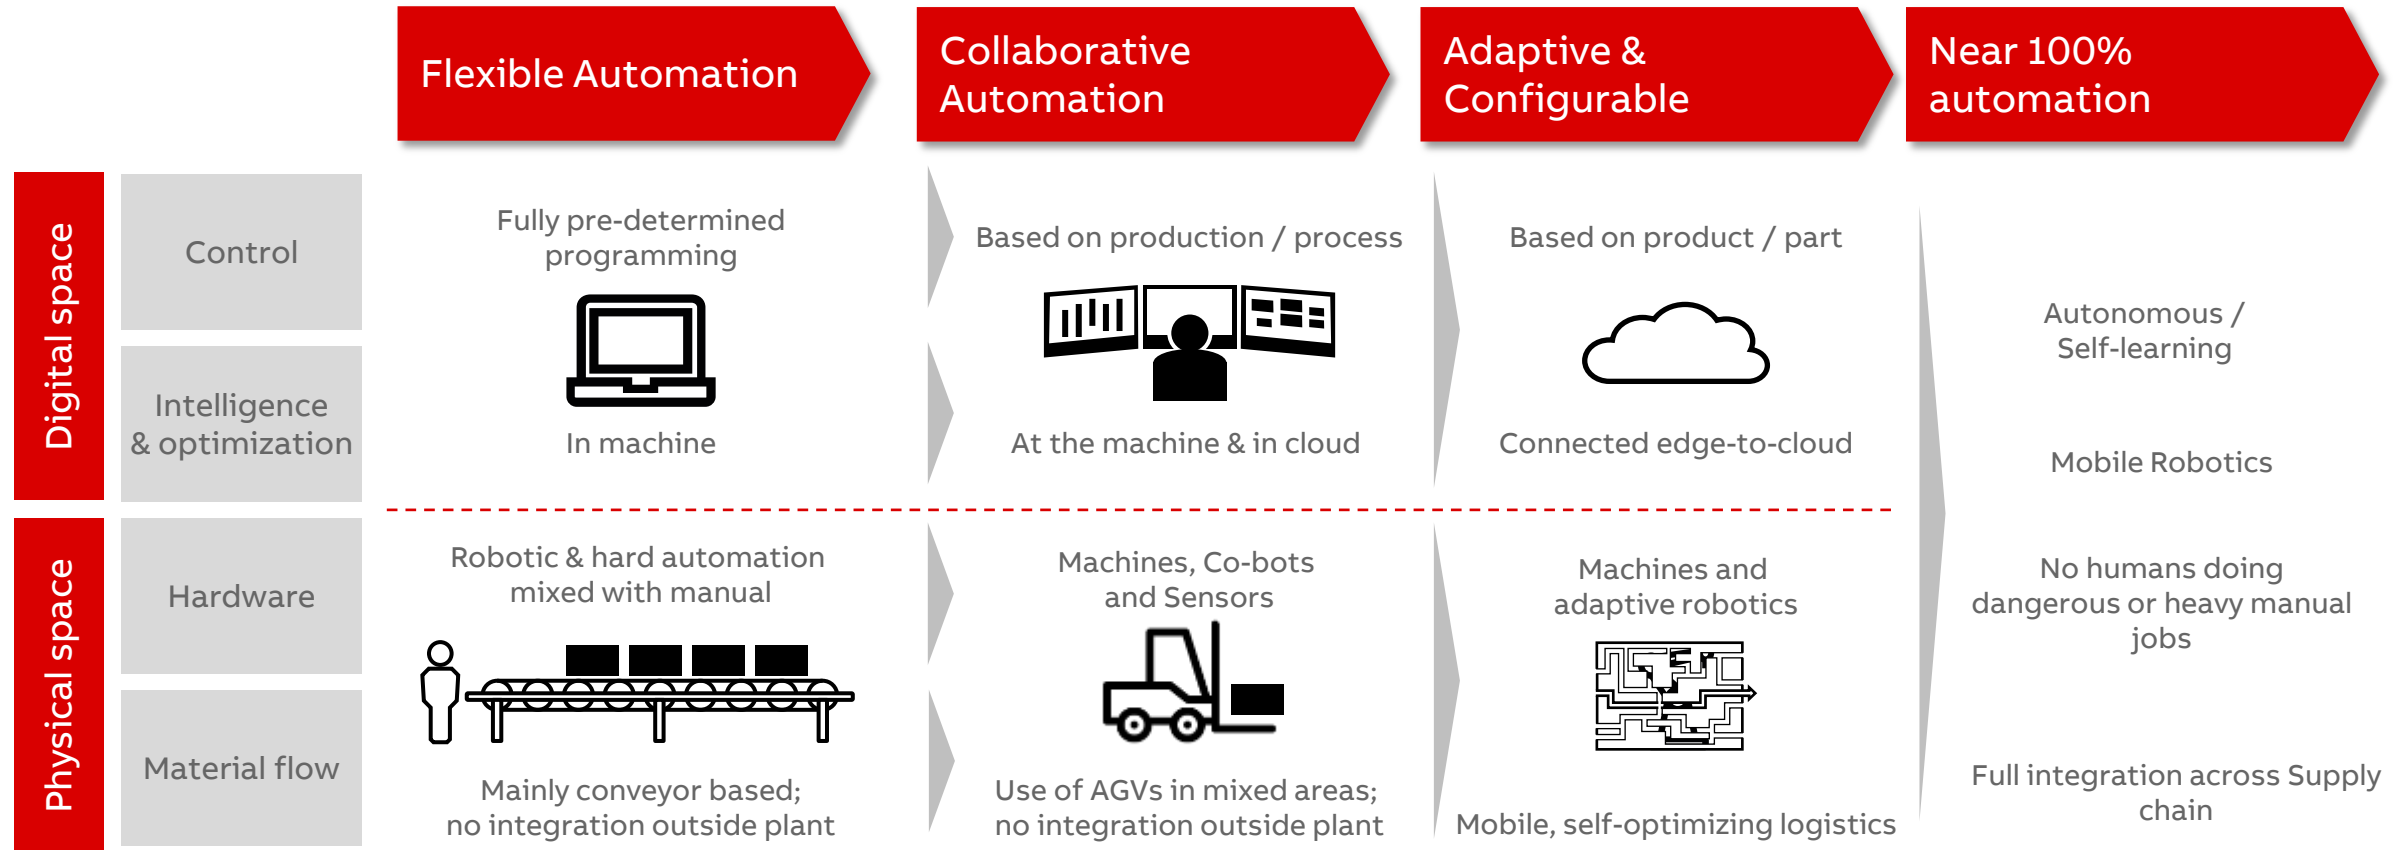 Flexible Automation
Collaborative
Automation
Adaptive &
Configurable
Near 100%
automation
Digital space
Control
Fully pre-determined
programming
Based on production / process
Based on product / part
Autonomous /
Self-learning
Intelligence
& optimization
In machine
At the machine & in cloud
Connected edge-to-cloud
Mobile Robotics
Physical space
Hardware
Robotic & hard automation
mixed with manual
Machines, Co-bots
and Sensors
Machines and
adaptive robotics
No humans doing
dangerous or heavy manual
jobs
Material flow
Mainly conveyor based;
no integration outside plant
Use of AGVs in mixed areas;
no integration outside plant
Mobile, self-optimizing logistics
Full integration across Supply
chain